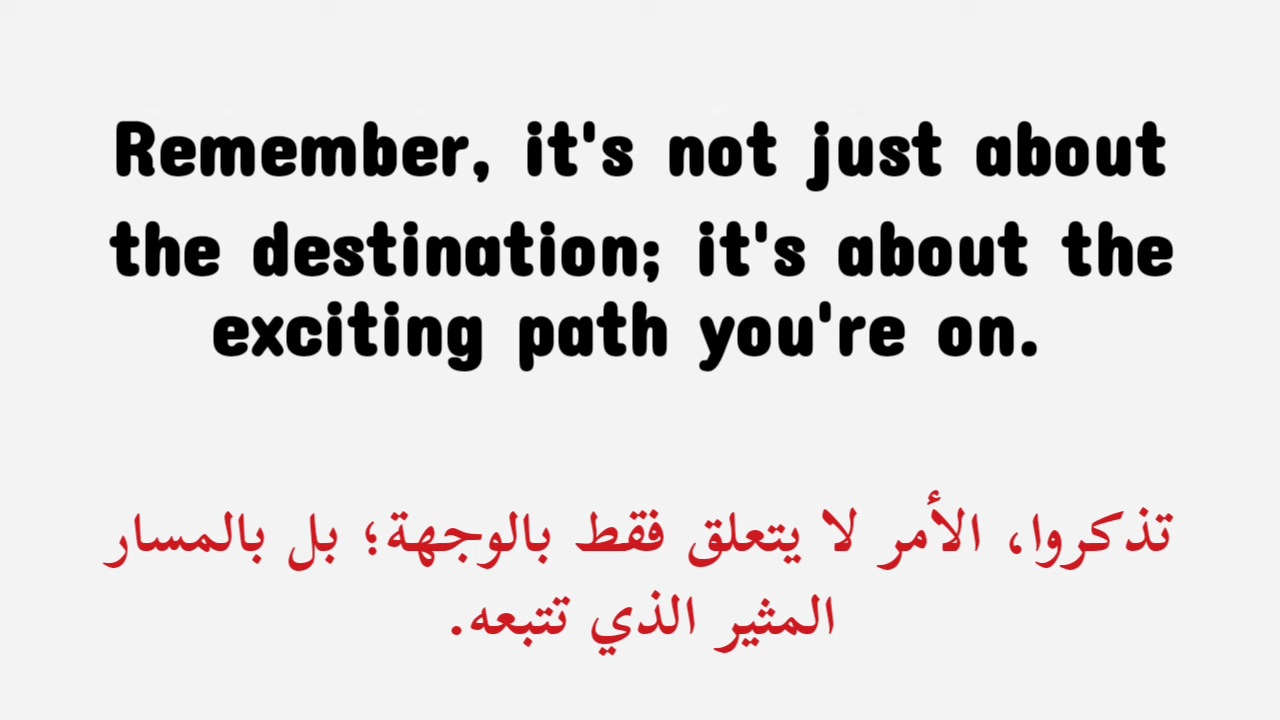 Remember, it's not just about
the destination; it's about the
exciting path you're on.
تذكروا، الأمر لا يتعلق فقط بالوجهة؛ بل بالمسار
المثير الذي تتبعه.